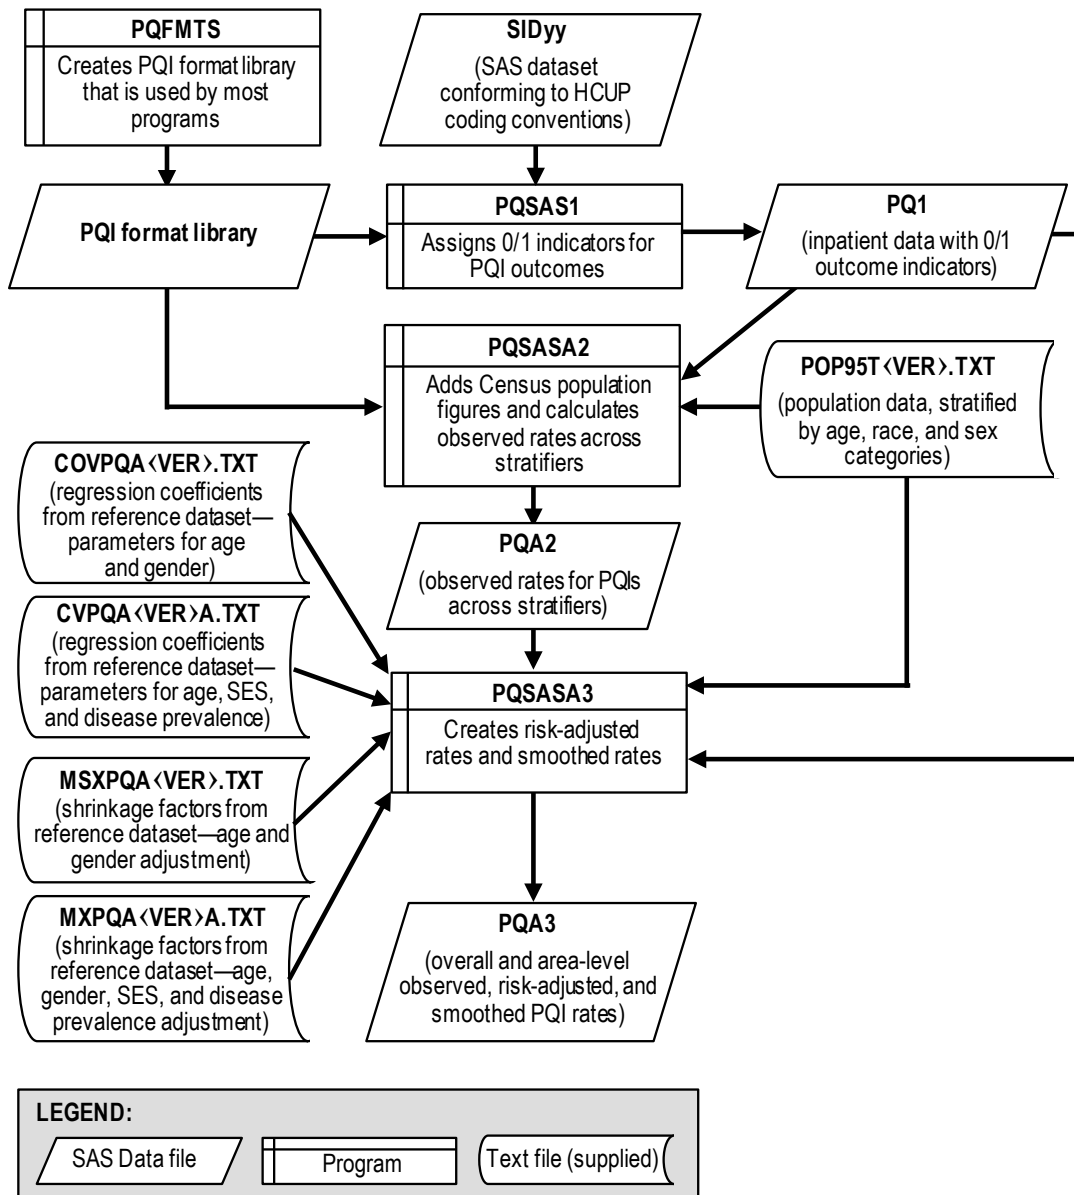 PQFMTS
Creates PQI format library
that is used by most
programs
SIDyy
(SAS dataset
conforming to HCUP
coding conventions)
PQI format library
PQSAS1
Assigns 0/1 indicators for
PQI outcomes
PQ1
(inpatient data with 0/1
outcome indicators)
PQSASA2
Adds Census population
figures and calculates
observed rates across
stratifiers
POP95T<VER>.TXT
(population data, stratified
by age, race, and sex
categories)
COVPQA<VER>.TXT
(regression coefficients
from reference dataset—
parameters for age
and gender)
PQA2
(observed rates for PQIs
across stratifiers)
CVPQA<VER>A.TXT
(regression coefficients
from reference dataset—
parameters for age, SES,
and disease prevalence)
PQSASA3
Creates risk-adjusted
rates and smoothed rates
MSXPQA<VER>.TXT
(shrinkage factors from
reference dataset—age and
gender adjustment)
MXPQA<VER>A.TXT
(shrinkage factors from
reference dataset—age,
gender, SES, and disease
prevalence adjustment)
PQA3
(overall and area-level
observed, risk-adjusted, and
smoothed PQI rates)
LEGEND:
SAS Data file
Program
Text file (supplied)